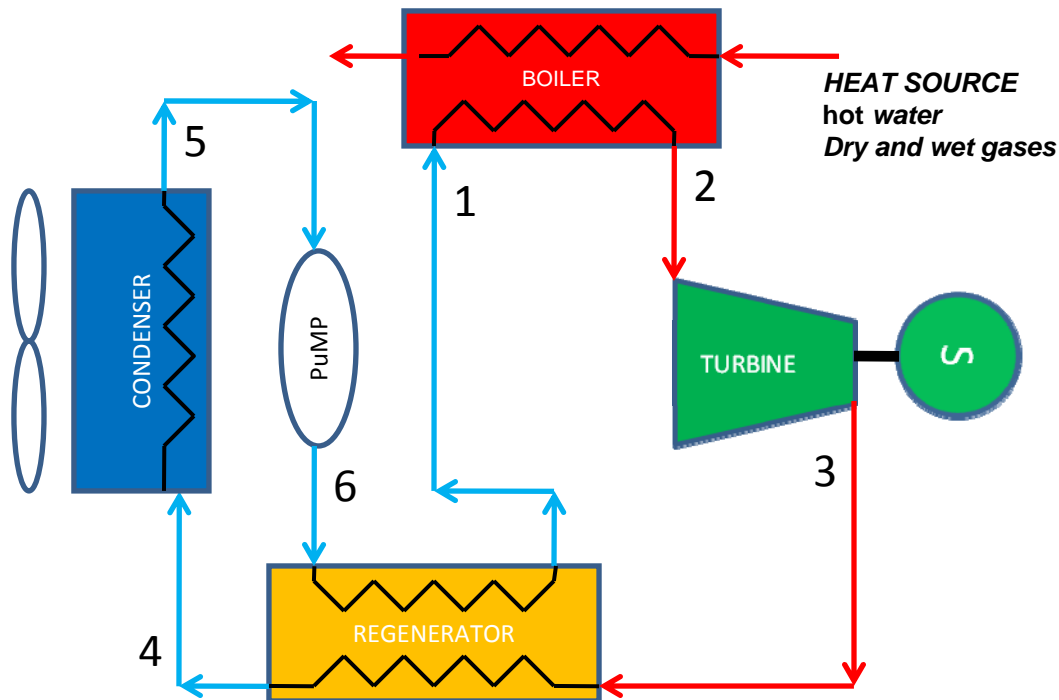 BOILER
HEAT SOURCE
hot water
Dry and wet gases
5
1
2
CONDENSER
PuMP
TURBINE
S
3
6
4
REGENERATOR